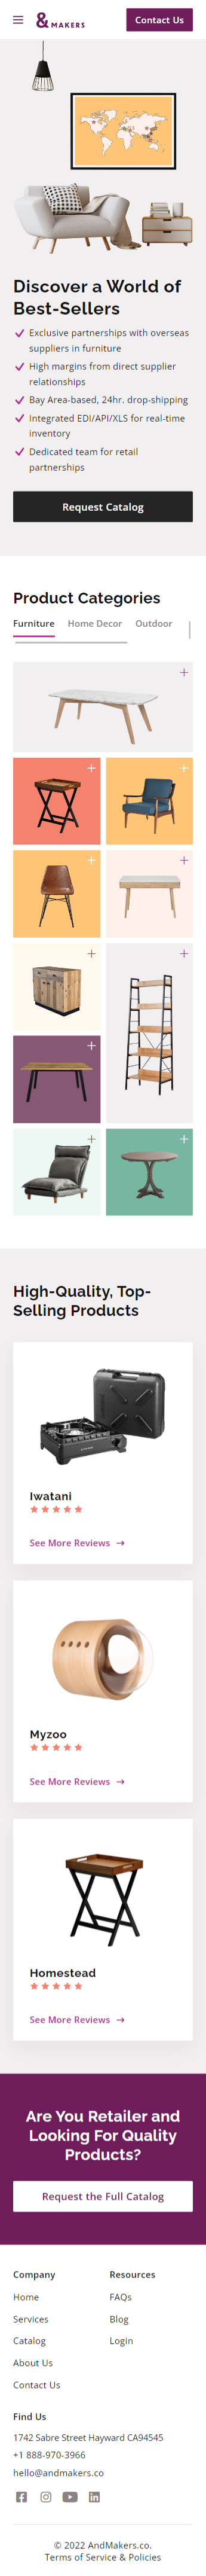 & MAKERS
Contact Us
Discover a World of
Best-Sellers
Exclusive partnerships with overseas
suppliers in furniture
High margins from direct supplier
relationships
Bay Area-based, 24hr. drop-shipping
Integrated EDI/API/XLS for real-time
inventory
Dedicated team for retail
partnerships
Request Catalog
Product Categories
Furniture Home Decor Outdoor
High-Quality, Top-
Selling Products
Iwatani
See More Reviews →
Myzoo
See More Reviews →
Homestead
See More Reviews →
Are You Retailer and
Looking For Quality
Products?
Request the Full Catalog
Company
Home
Services
Catalog
About Us
Contact Us
Resources
FAQs
Blog
Login
Find Us
1742 Sabre Street Hayward CA94545
+1 888-970-3966
hello@andmakers.co
© 2022 AndMakers.co.
Terms of Service & Policies